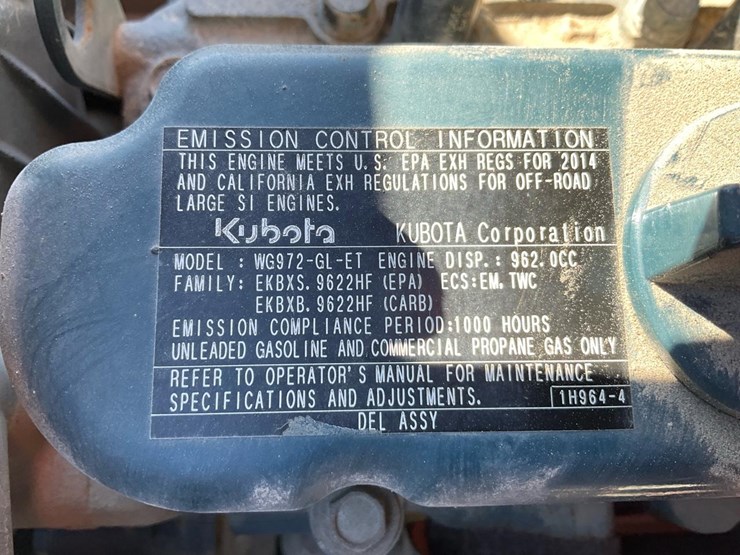 EMISSION CONTROL INFORMATION
THIS ENGINE MEETS U.S. EPA EXH REGS FOR 2014
AND CALIFORNIA EXH REGULATIONS FOR OFF-ROAD
LARGE SI ENGINES.
Kubota KUBOTA Corporation
MODEL : WG972-GL-ET ENGINE DISP.: 962.0CC
FAMILY: EKBXS.9622HF (EPA) ECS:EM,TWC
EKBXB.9622HF (CARB)
EMISSION COMPLIANCE PERIOD:1000 HOURS
UNLEADED GASOLINE AND COMMERCIAL PROPANE GAS ONLY
REFER TO OPERATOR'S MANUAL FOR MAINTENANCE
SPECIFICATIONS AND ADJUSTMENTS. 1H964-4
DEL ASSY